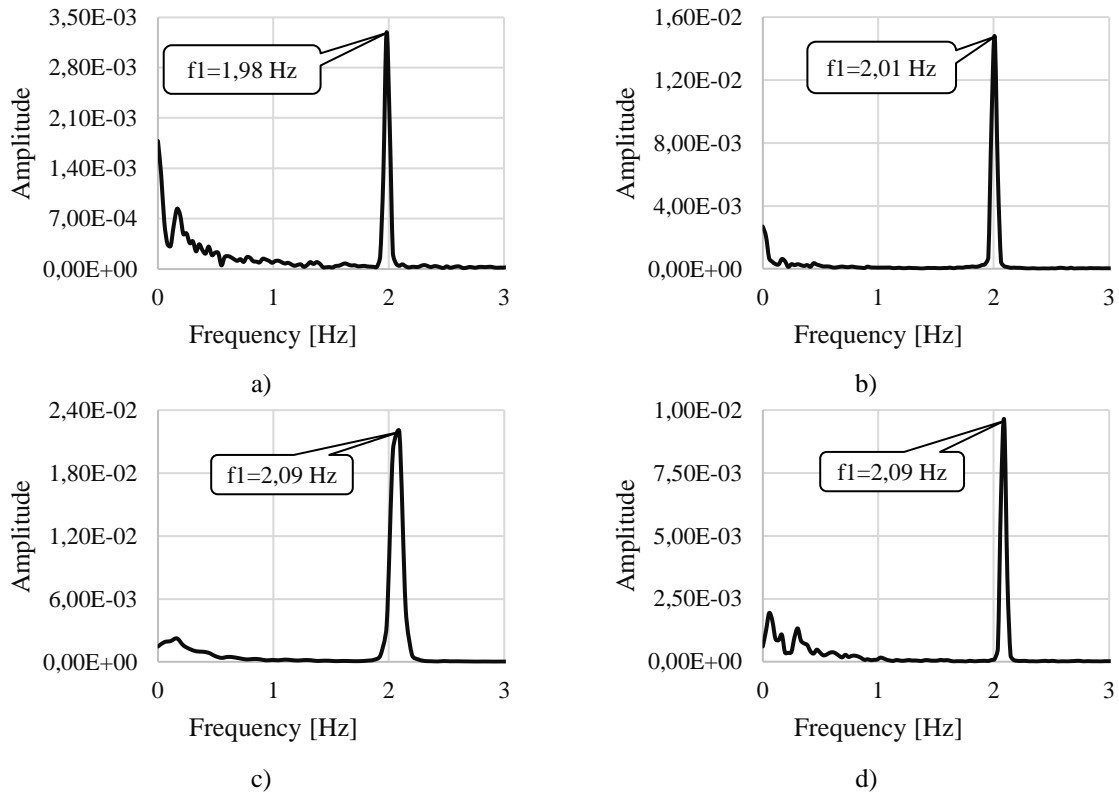 3,50E-03
2,80E-03
2,10E-03
1,40E-03
7,00E-04
0,00E+00
Amplitude
f1=1,98 Hz
0 1 2 3
Frequency [Hz]
a)
1,60E-02
1,20E-02
8,00E-03
4,00E-03
0,00E+00
Amplitude
f1=2,01 Hz
0 1 2 3
Frequency [Hz]
b)
2,40E-02
1,80E-02
1,20E-02
6,00E-03
0,00E+00
Amplitude
f1=2,09 Hz
0 1 2 3
Frequency [Hz]
c)
1,00E-02
7,50E-03
5,00E-03
2,50E-03
0,00E+00
Amplitude
f1=2,09 Hz
0 1 2 3
Frequency [Hz]
d)